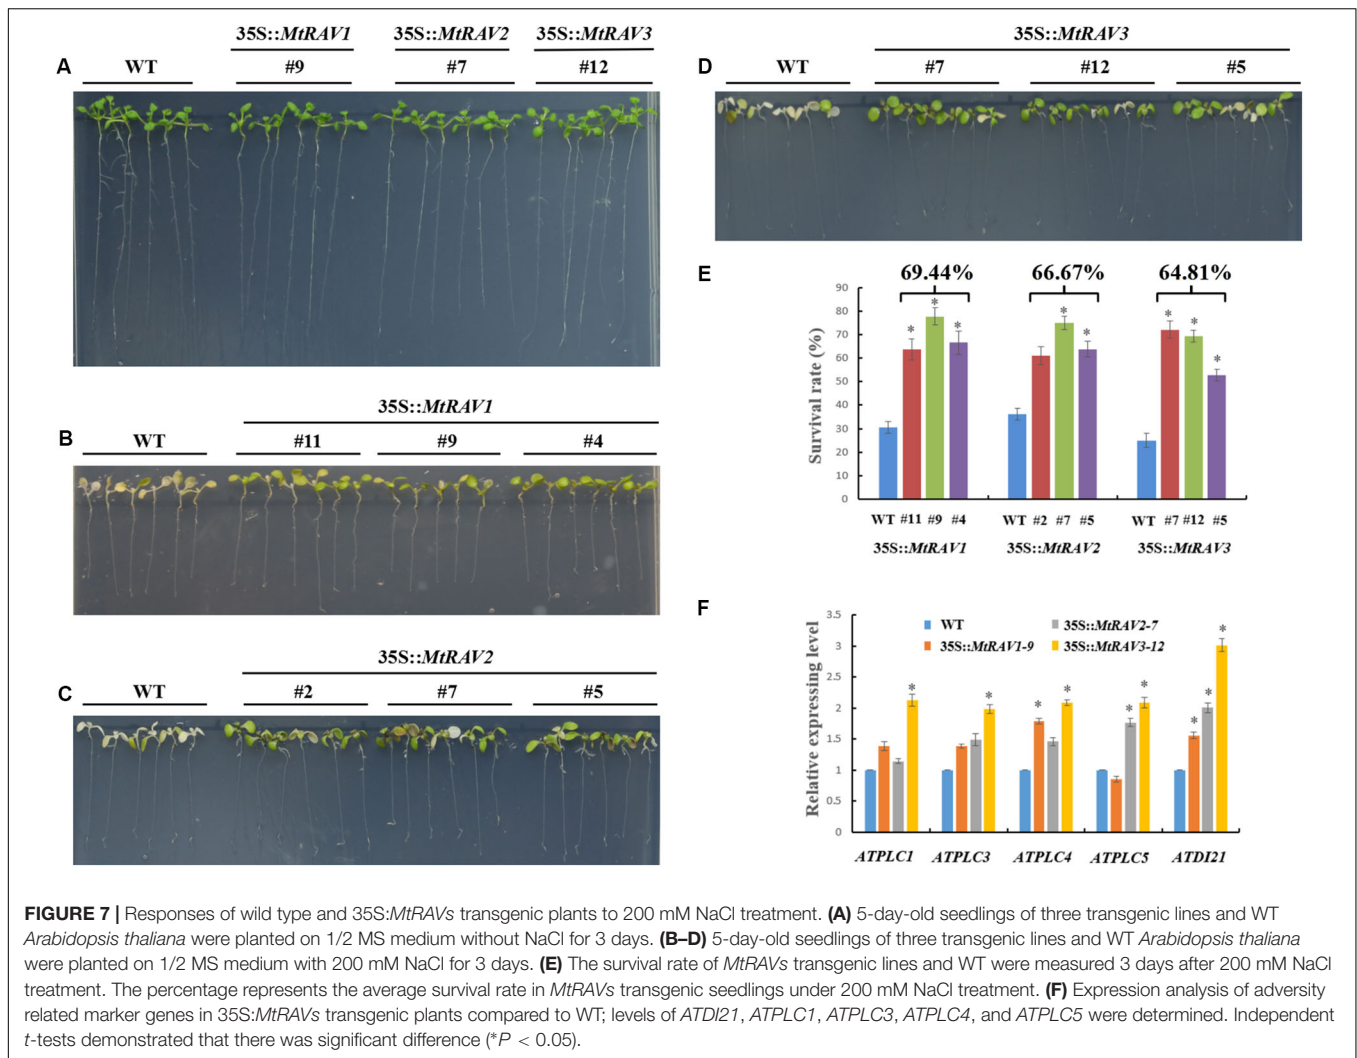 35S::MtRAV1 35S::MtRAV2 35S::MtRAV3
A WT #9 #7 #12
35S::MtRAV1
B WT #11 #9 #4
35S::MtRAV2
C WT #2 #7 #5
35S::MtRAV3
D WT #7 #12 #5
E 69.44% 66.67% 64.81%
Survival rate (%)
90
80
70
60
50
40
30
20
10
0
* * * * * * * *
WT #11 #9 #4 WT #2 #7 #5 WT #7 #12 #5
35S::MtRAV1 35S::MtRAV2 35S::MtRAV3
F
Relative expressing level
3.5
3
2.5
2
1.5
1
0.5
0
WT 35S::MtRAV2-7
35S::MtRAV1-9 35S::MtRAV3-12
* * * * * * * * *
ATPLC1 ATPLC3 ATPLC4 ATPLC5 ATDI21
FIGURE 7 | Responses of wild type and 35S:MtRAVs transgenic plants to 200 mM NaCl treatment. (A) 5-day-old seedlings of three transgenic lines and WT
Arabidopsis thaliana were planted on 1/2 MS medium without NaCl for 3 days. (B–D) 5-day-old seedlings of three transgenic lines and WT Arabidopsis thaliana
were planted on 1/2 MS medium with 200 mM NaCl for 3 days. (E) The survival rate of MtRAVs transgenic lines and WT were measured 3 days after 200 mM NaCl
treatment. The percentage represents the average survival rate in MtRAVs transgenic seedlings under 200 mM NaCl treatment. (F) Expression analysis of adversity
related marker genes in 35S:MtRAVs transgenic plants compared to WT; levels of ATDI21, ATPLC1, ATPLC3, ATPLC4, and ATPLC5 were determined. Independent
t-tests demonstrated that there was significant difference (*P < 0.05).